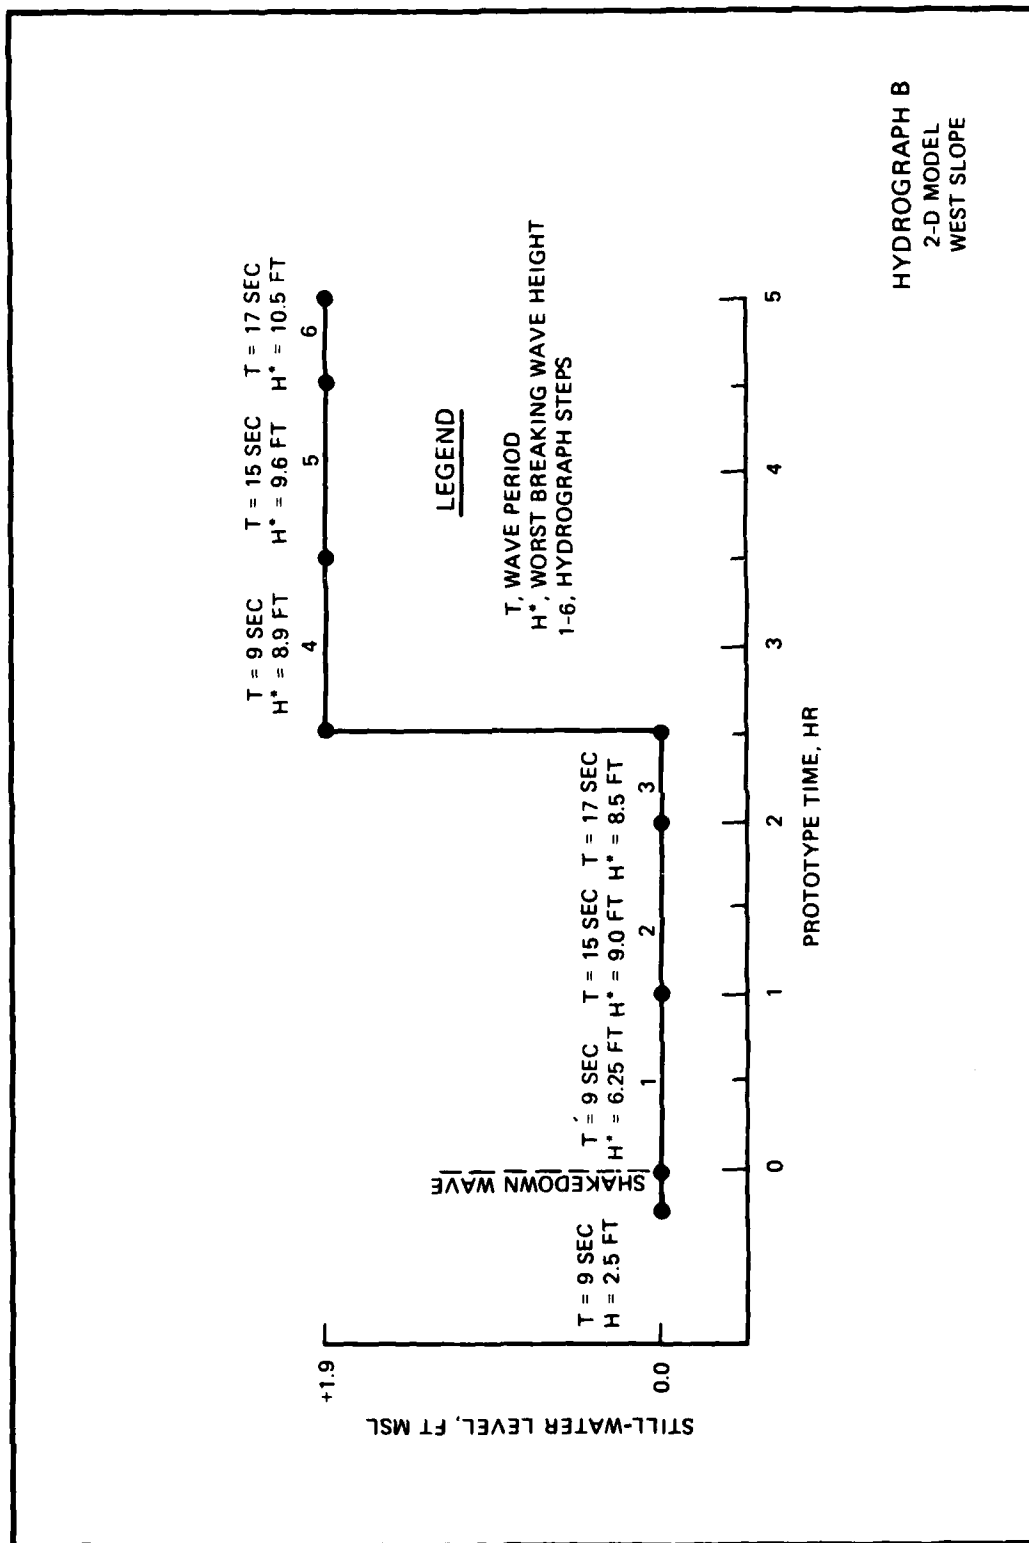 STILL-WATER LEVEL, FT MSL
+1.9
0.0
T = 9 SEC
H = 2.5 FT
SHAKEDOWN WAVE
T = 9 SEC
H* = 6.25 FT
1
T = 15 SEC
H* = 9.0 FT
2
T = 17 SEC
H* = 8.5 FT
3
T = 9 SEC
H* = 8.9 FT
4
T = 15 SEC
H* = 9.6 FT
5
T = 17 SEC
H* = 10.5 FT
6
LEGEND
T, WAVE PERIOD
H*, WORST BREAKING WAVE HEIGHT
1-6, HYDROGRAPH STEPS
0 1 2 3 4 5
PROTOTYPE TIME, HR
HYDROGRAPH B
2-D MODEL
WEST SLOPE